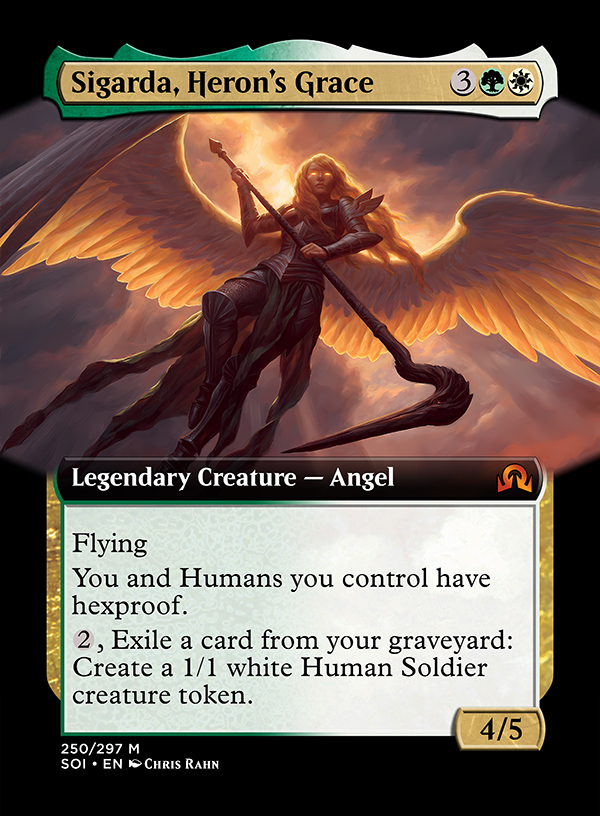 Sigarda, Heron's Grace 3
Legendary Creature — Angel
Flying
You and Humans you control have
hexproof.
2, Exile a card from your graveyard:
Create a 1/1 white Human Soldier
creature token.
4/5
250/297 M
SOI • EN Chris Rahn